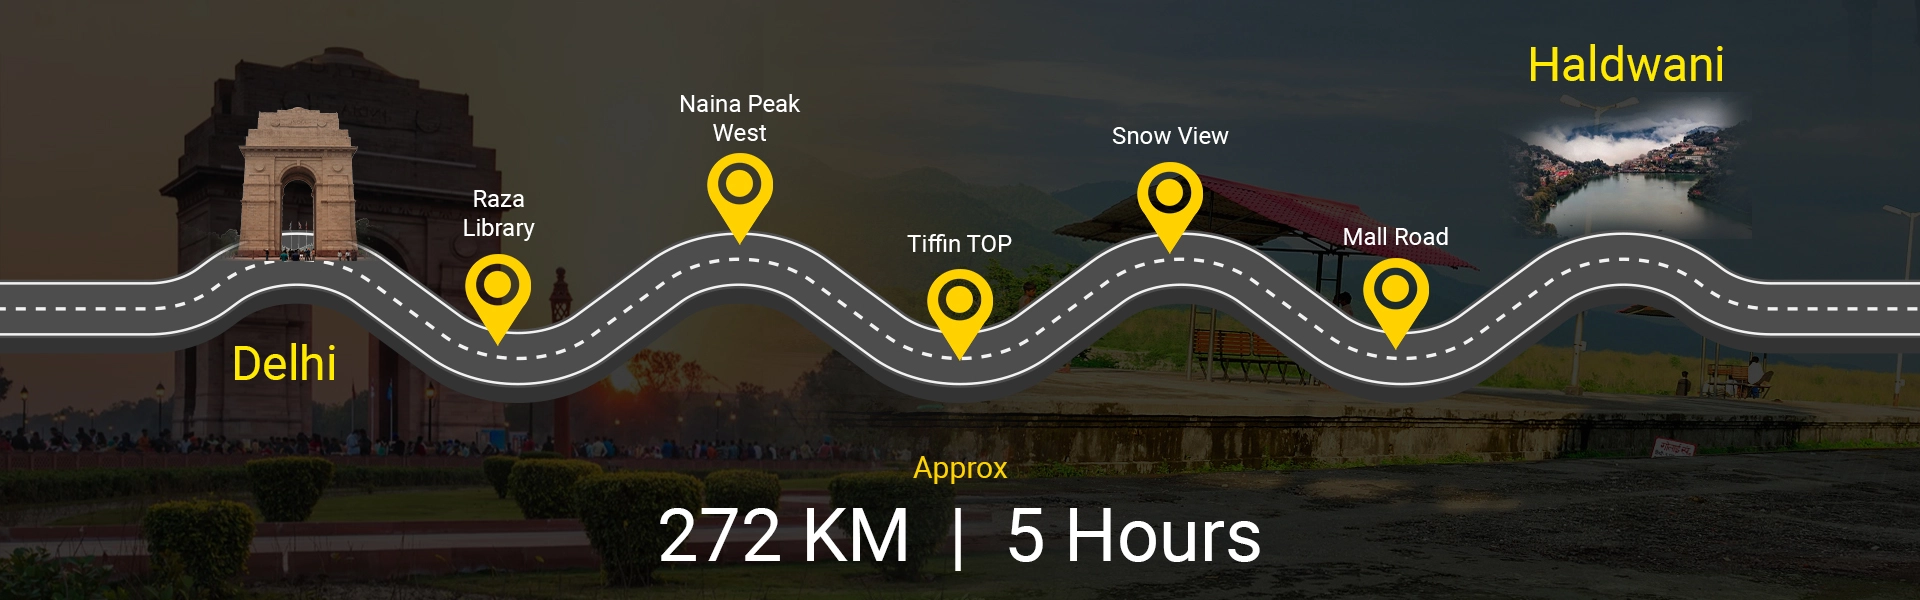 Haldwani
Naina Peak
West
Snow View
Raza
Library
Tiffin TOP
Mall Road
Delhi
Approx
272 KM | 5 Hours